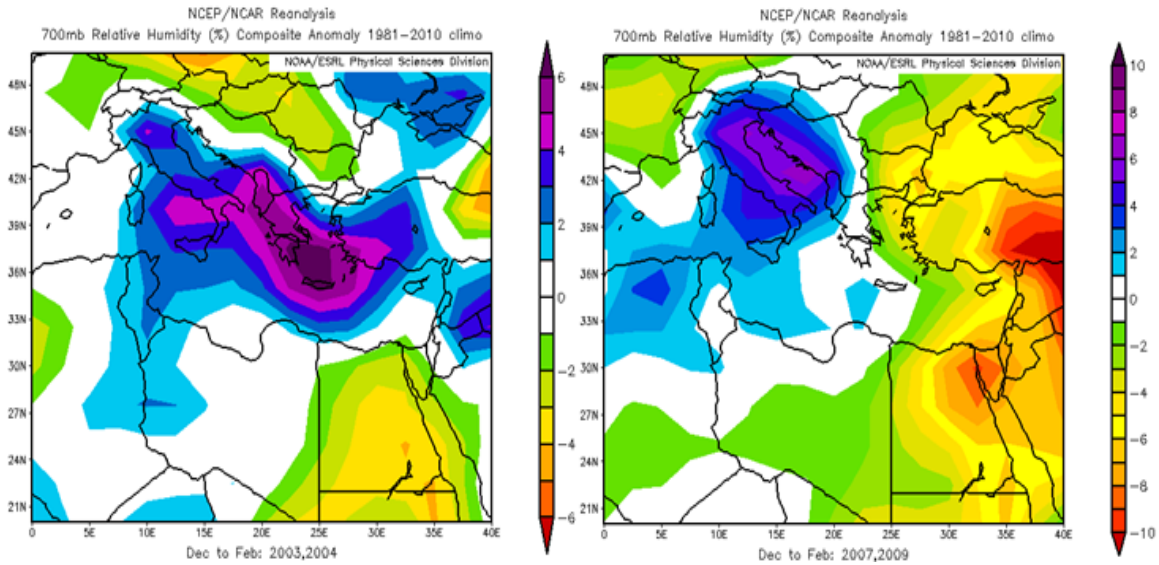 NCEP/NCAR Reanalysis
700mb Relative Humidity (%) Composite Anomaly 1981-2010 climo
NOAA/ESRL Physical Sciences Division
48N
45N
42N
39N
36N
33N
30N
27N
24N
21N
0 5E 10E 15E 20E 25E 30E 35E 40E
6
4
2
0
-2
-4
-6
Dec to Feb: 2003,2004
NCEP/NCAR Reanalysis
700mb Relative Humidity (%) Composite Anomaly 1981-2010 climo
NOAA/ESRL Physical Sciences Division
48N
45N
42N
39N
36N
33N
30N
27N
24N
21N
0 5E 10E 15E 20E 25E 30E 35E 40E
10
8
6
4
2
0
-2
-4
-6
-8
-10
Dec to Feb: 2007,2009